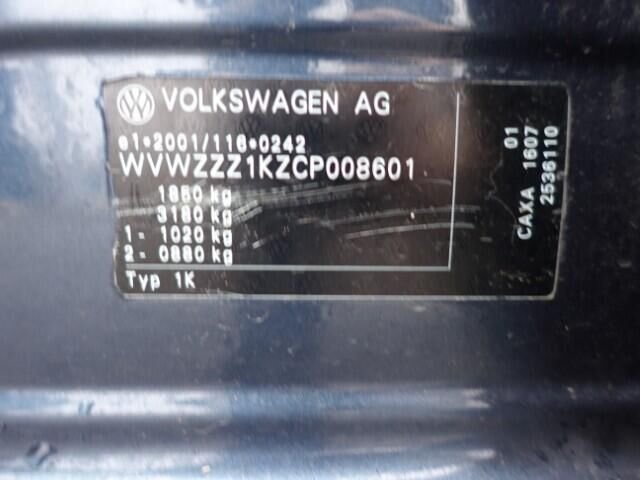 VOLKSWAGEN AG
e1*2001/116*0242
WVWZZZ1KZCP008601
1850 kg
3180 kg
1 - 1020 kg
2 - 0880 kg
Typ 1K
01
CAXA 1607
2536110